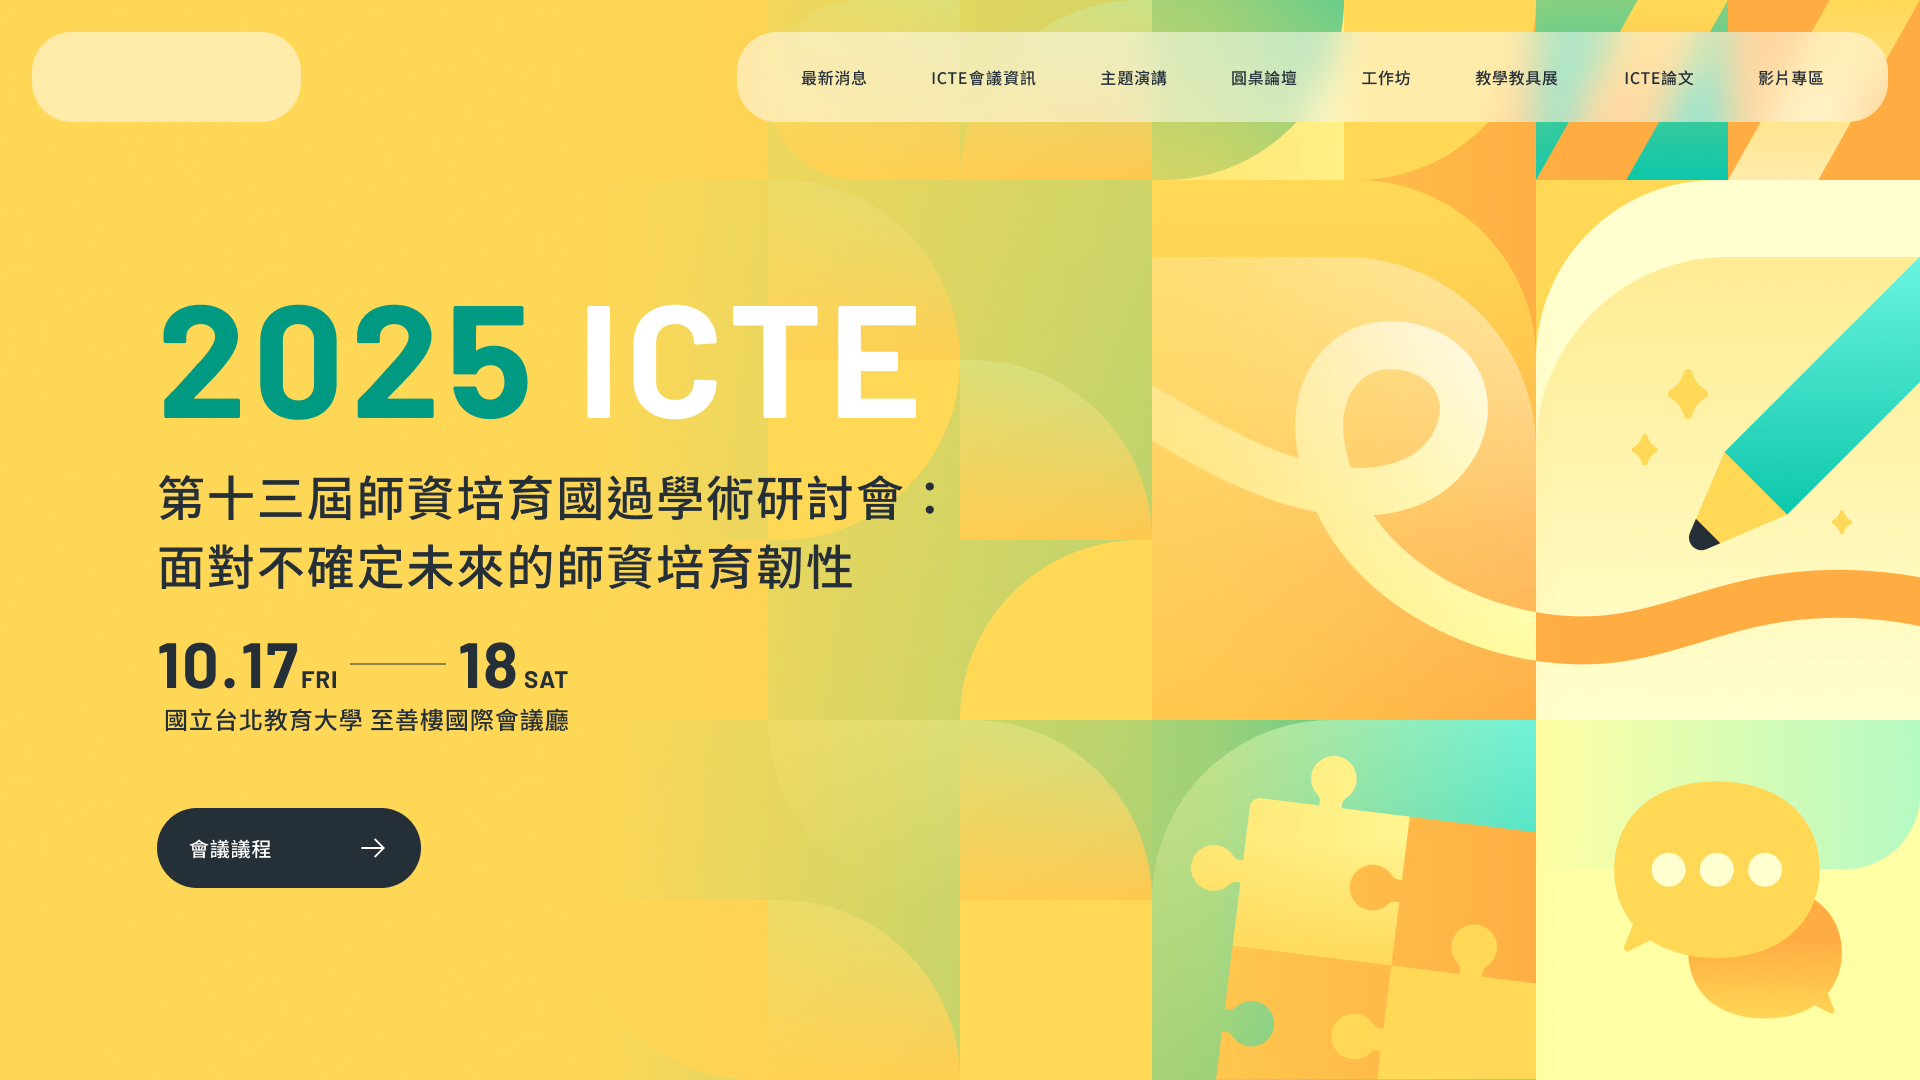 最新消息
ICTE會議資訊
主題演講
圓桌論壇
工作坊
教學教具展
ICTE論文
影片專區
2025 ICTE
第十三屆師資培育國過學術研討會：
面對不確定未來的師資培育韌性
10.17 FRI — 18 SAT
國立台北教育大學 至善樓國際會議廳
會議議程